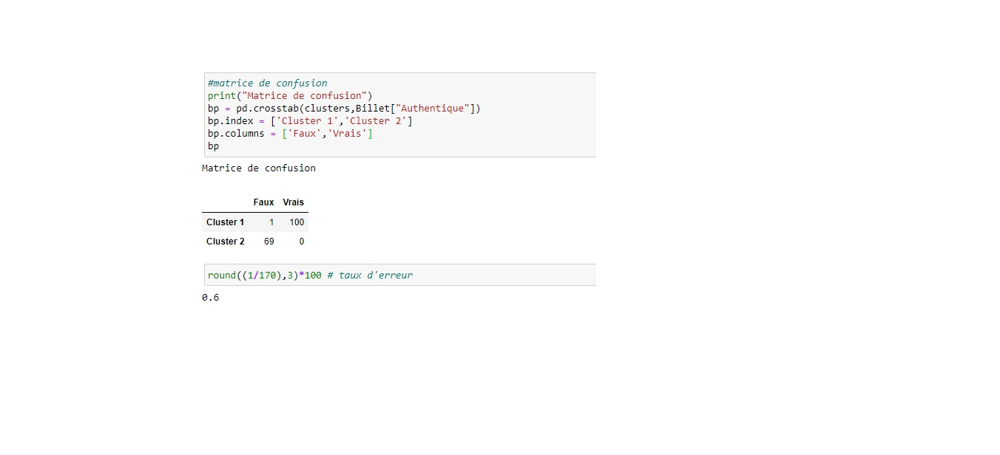 #matrice de confusion
print("Matrice de confusion")
bp = pd.crosstab(clusters,Billet["Authentique"])
bp.index = ['Cluster 1','Cluster 2']
bp.columns = ['Faux','Vrais']
bp
Matrice de confusion
Faux Vrais
Cluster 1 1 100
Cluster 2 69 0
round((1/170),3)*100 # taux d'erreur
0.6